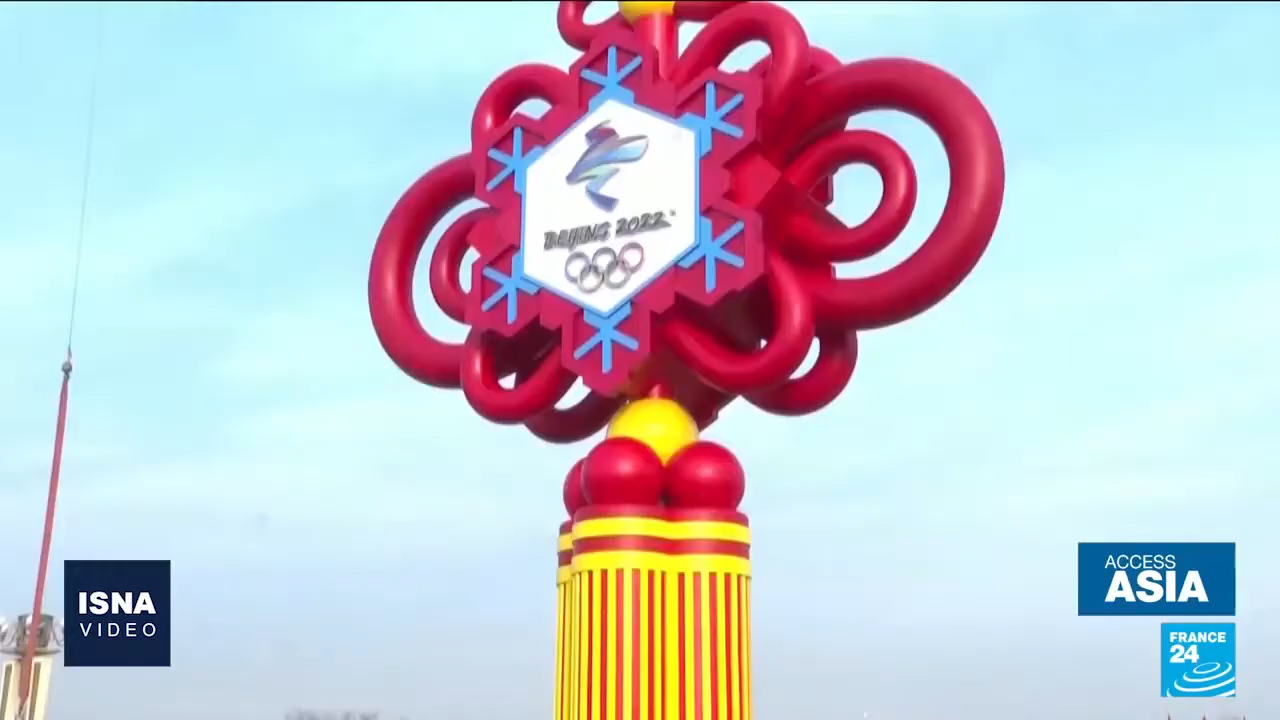 BEIJING 2022
ISNA
VIDEO
ACCESS
ASIA
FRANCE
24